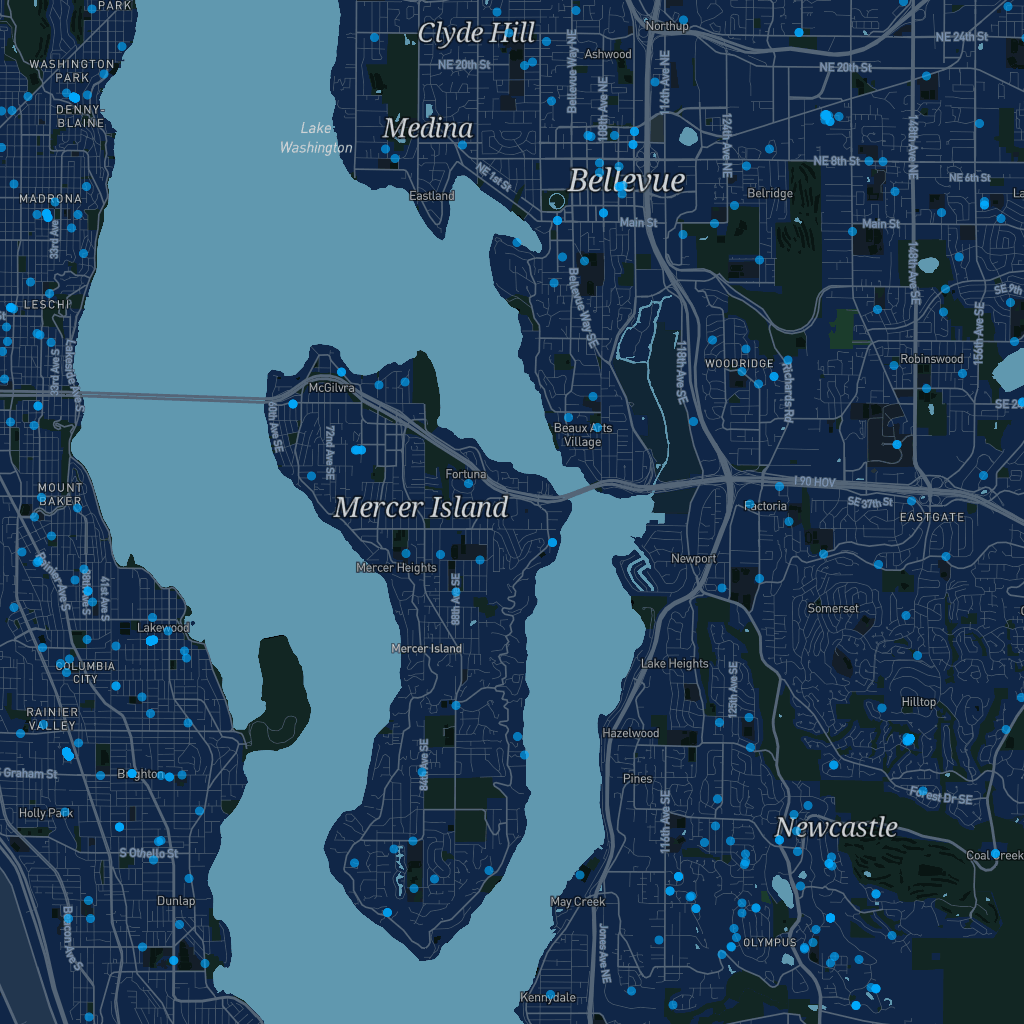 PARK
Clyde Hill
Northup
NE 24th St
Ashwood
Bellevue Way NE
WASHINGTON
PARK
NE 20th St
NE 20th St
116th Ave NE
108th Ave NE
DENNY-
BLAINE
Medina
Lake
Washington
124th Ave NE
148th Ave NE
NE 8th St
NE 1st St
Bellevue
NE 6th St
MADRONA
Eastland
Belridge
33rd Ave
Main St
Main St
148th Ave SE
Bellevue Way SE
SE 9th
LESCHI
St
156th Ave SE
33rd Ave S
Lakeside Ave S
118th Ave SE
WOODRIDGE
Richards Rd
Robinswood
McGilvra
60th Ave SE
SE 24
72nd Ave SE
Beaux Arts
Village
Fortuna
I 90 HOV
MOUNT
BAKER
Mercer Island
Factoria
SE 37th St
EASTGATE
Newport
Mercer Heights
Rainier Ave S
38th Ave S
41st Ave S
88th Ave SE
Somerset
Lakewood
Mercer Island
COLUMBIA
CITY
Lake Heights
125th Ave SE
Hilltop
RAINIER
VALLEY
Hazelwood
84th Ave SE
S Graham St
Brighton
Pines
Forest Dr SE
Holly Park
116th Ave SE
Newcastle
S Othello St
Coal Creek
Dunlap
May Creek
Beacon Ave S
Jones Ave NE
OLYMPUS
Kennydale